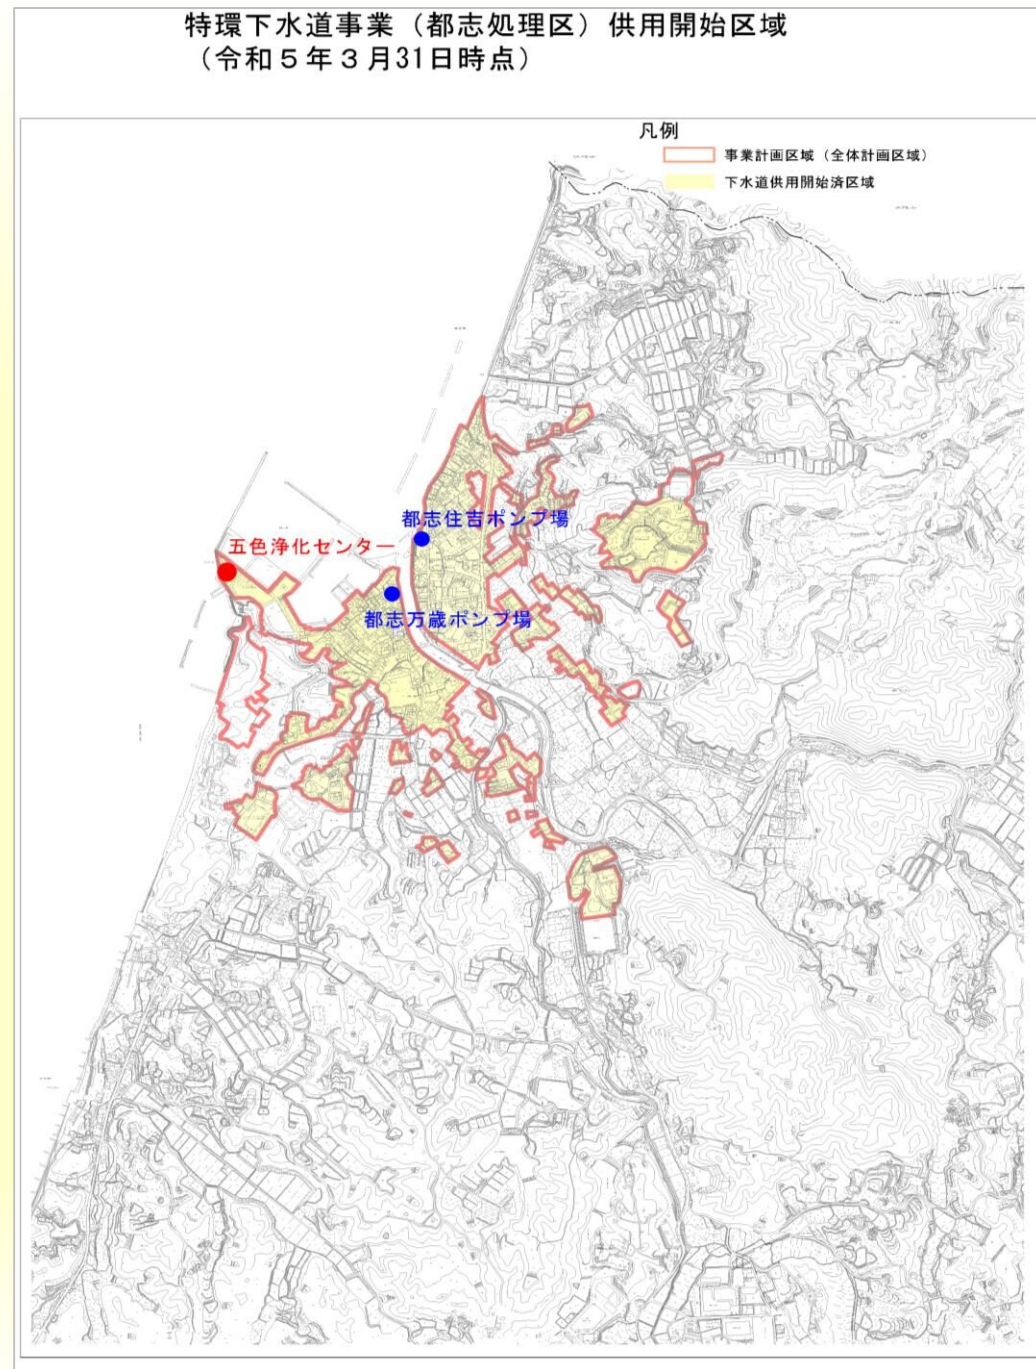 特環下水道事業（都志処理区）供用開始区域
（令和５年３月31日時点）
凡例
事業計画区域（全体計画区域）
下水道供用開始済区域
都志住吉ポンプ場
五色浄化センター
都志万歳ポンプ場